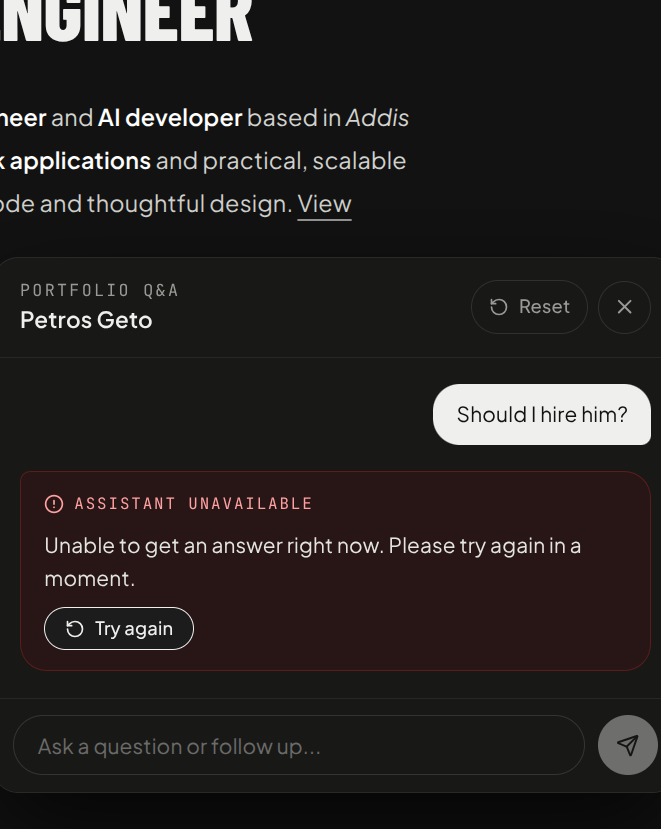 ENGINEER
neer and AI developer based in Addis
k applications and practical, scalable
ode and thoughtful design. View
PORTFOLIO Q&A
Petros Geto
Reset
Should I hire him?
ASSISTANT UNAVAILABLE
Unable to get an answer right now. Please try again in a
moment.
Try again
Ask a question or follow up...